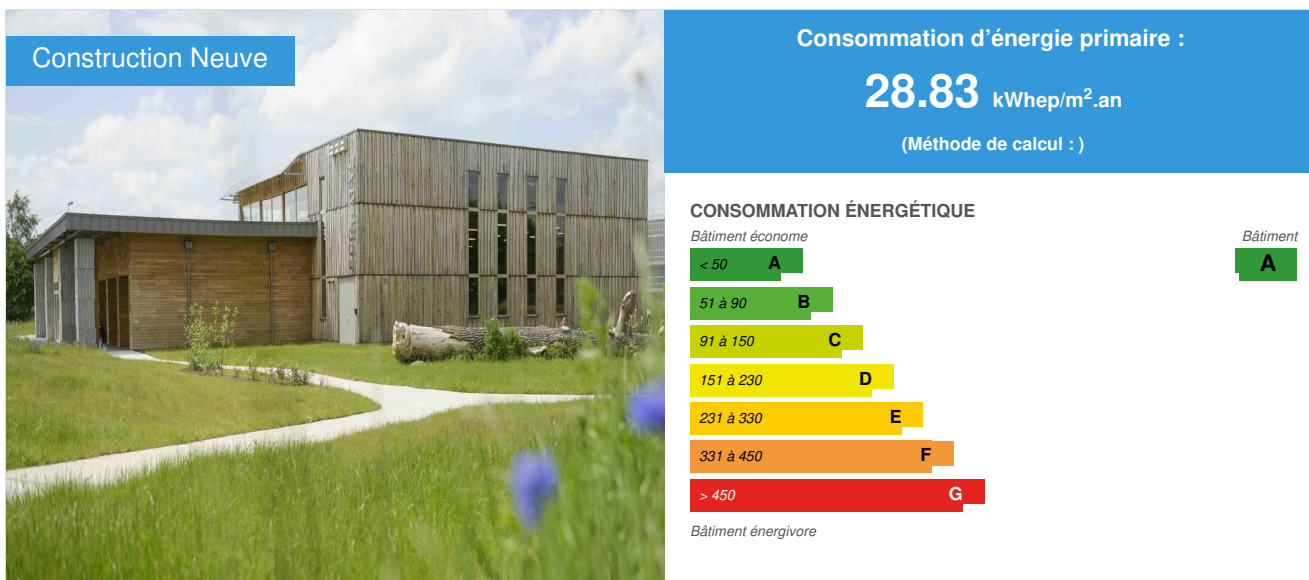 Construction Neuve
Consommation d'énergie primaire :
28.83 kWhep/m².an
(Méthode de calcul : )
CONSOMMATION ÉNERGÉTIQUE
Bâtiment économe
Bâtiment
< 50 A
A
51 à 90 B
91 à 150 C
151 à 230 D
231 à 330 E
331 à 450 F
> 450 G
Bâtiment énergivore